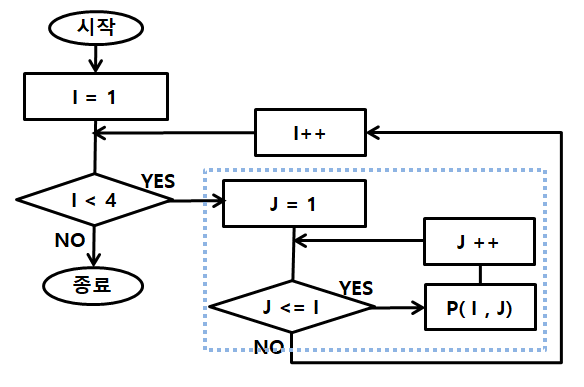 시작
I = 1
I++
I < 4
YES
NO
종료
J = 1
J ++
J <= I
YES
NO
P( I , J)